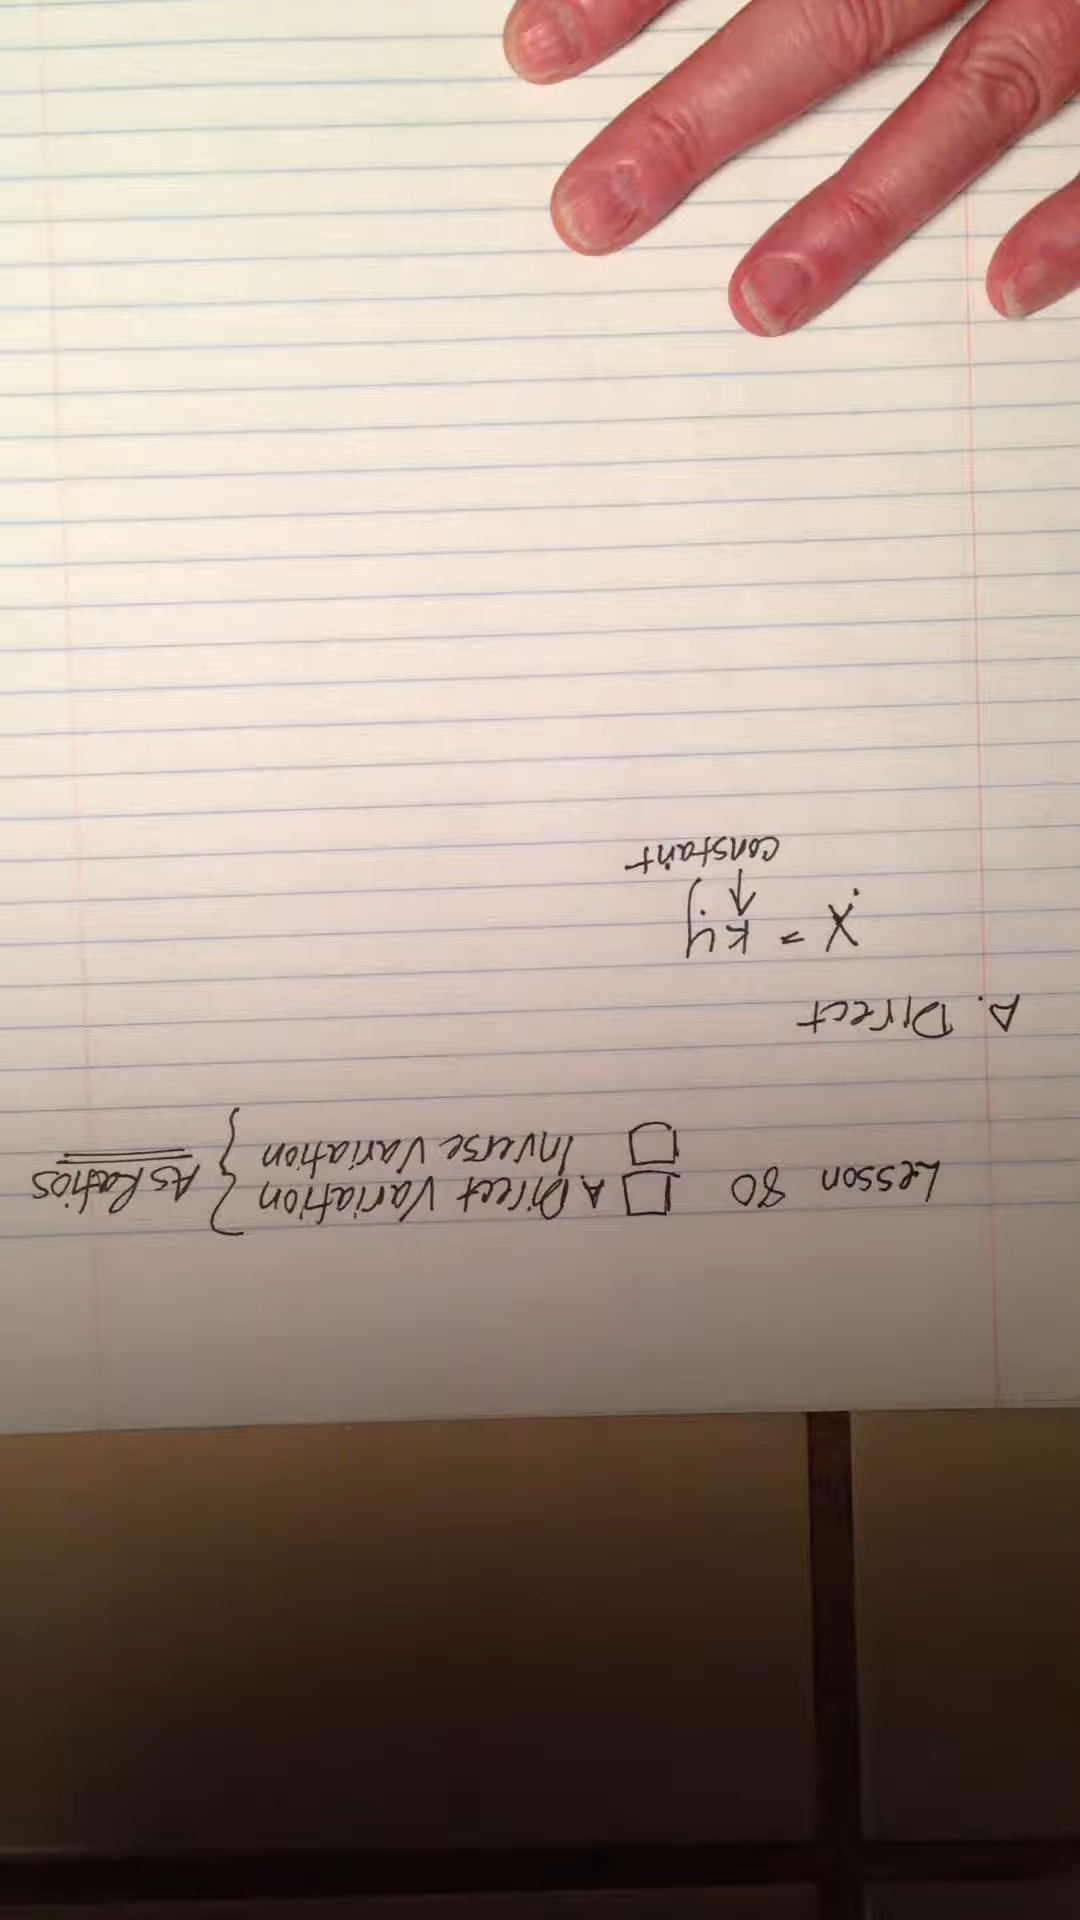 Lesson 80 □ A Direct Variation } As Ratios
□ Inverse Variation
A. Direct
X = ky
↑
constant